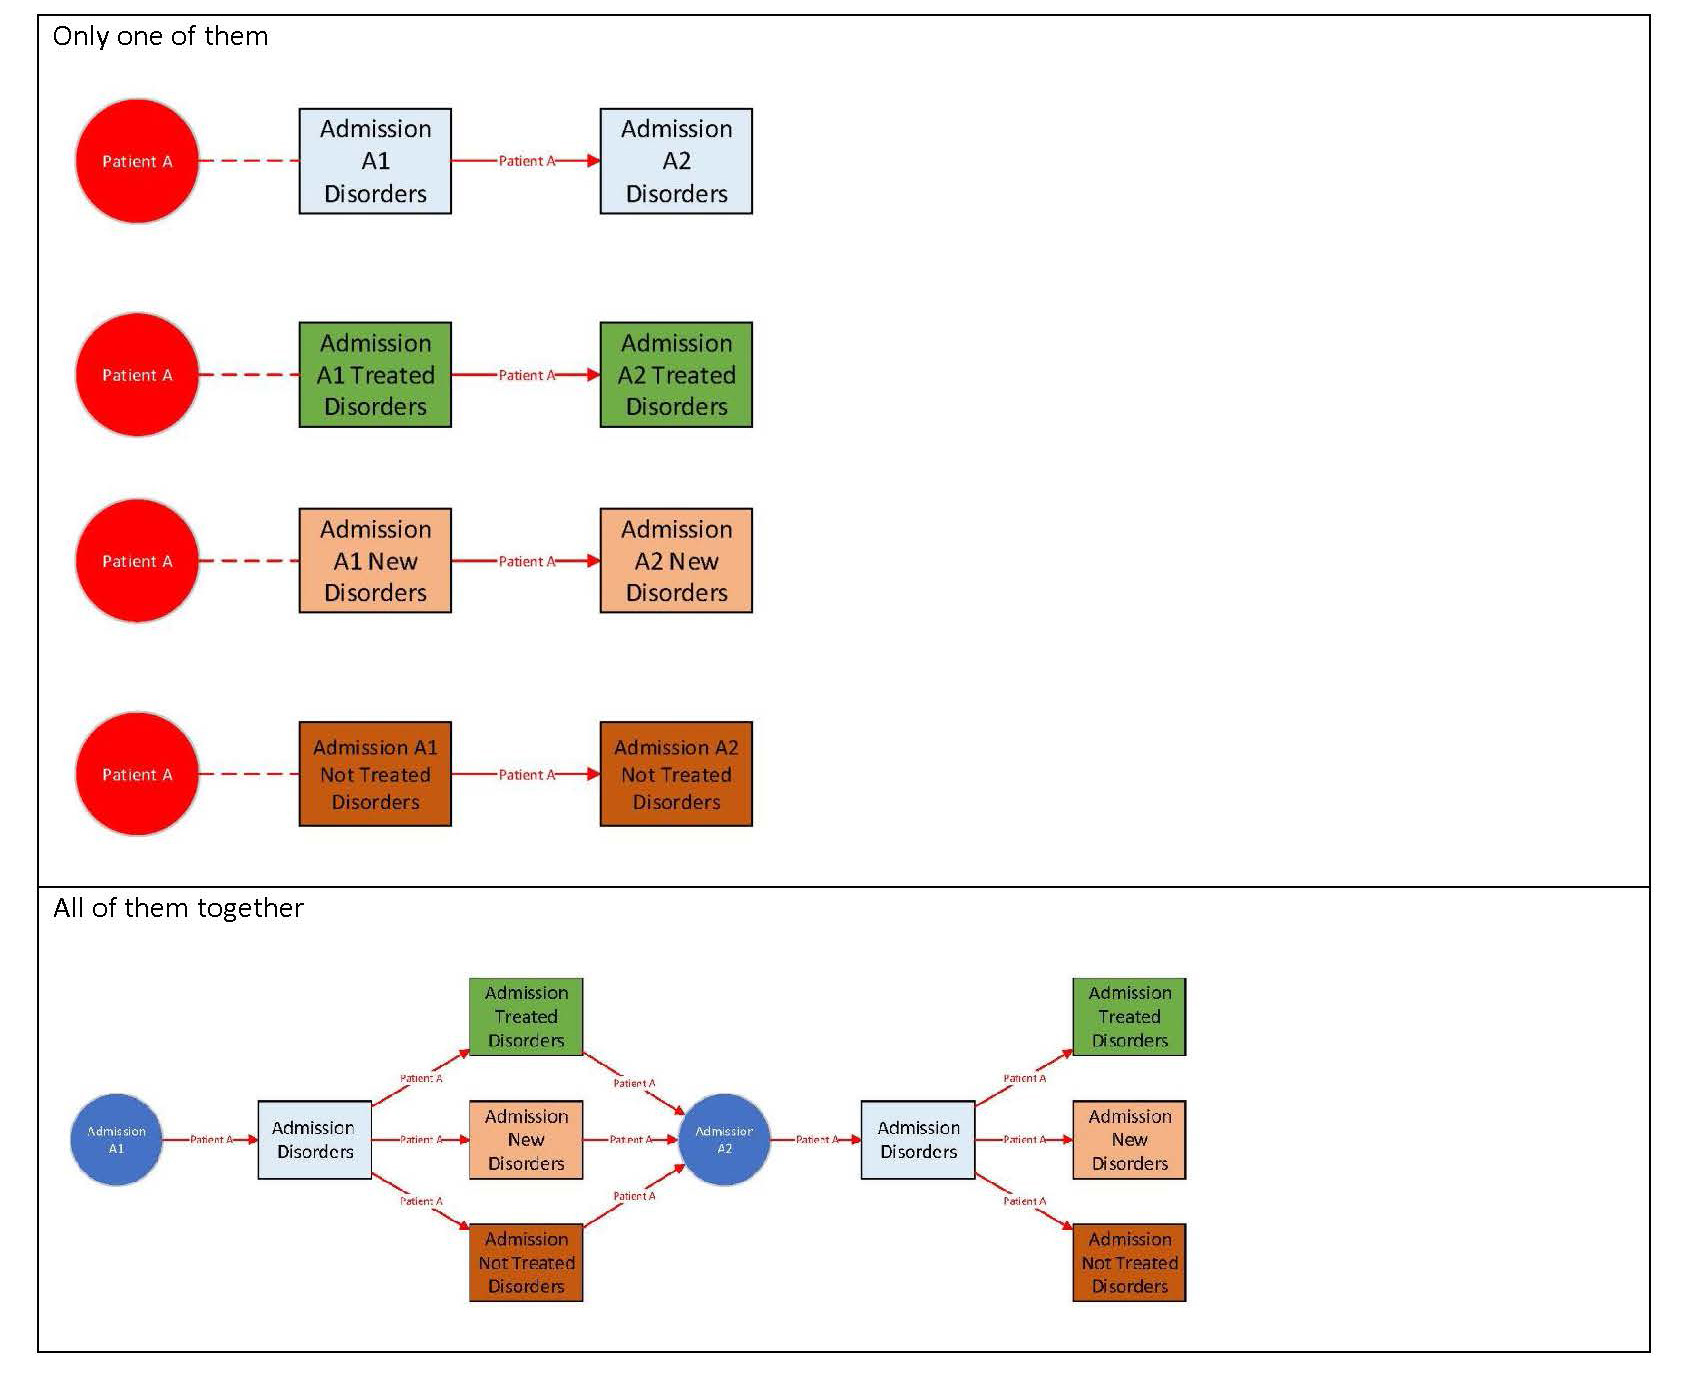 Only one of them
Patient A
Admission
A1
Disorders
Patient A
Admission
A2
Disorders
Patient A
Admission
A1 Treated
Disorders
Patient A
Admission
A2 Treated
Disorders
Patient A
Admission
A1 New
Disorders
Patient A
Admission
A2 New
Disorders
Patient A
Admission A1
Not Treated
Disorders
Patient A
Admission A2
Not Treated
Disorders
All of them together
Admission
A1
Patient A
Admission
Disorders
Patient A
Patient A
Patient A
Admission
Treated
Disorders
Admission
New
Disorders
Admission
Not Treated
Disorders
Patient A
Patient A
Patient A
Admission
A2
Patient A
Admission
Disorders
Patient A
Patient A
Patient A
Admission
Treated
Disorders
Admission
New
Disorders
Admission
Not Treated
Disorders